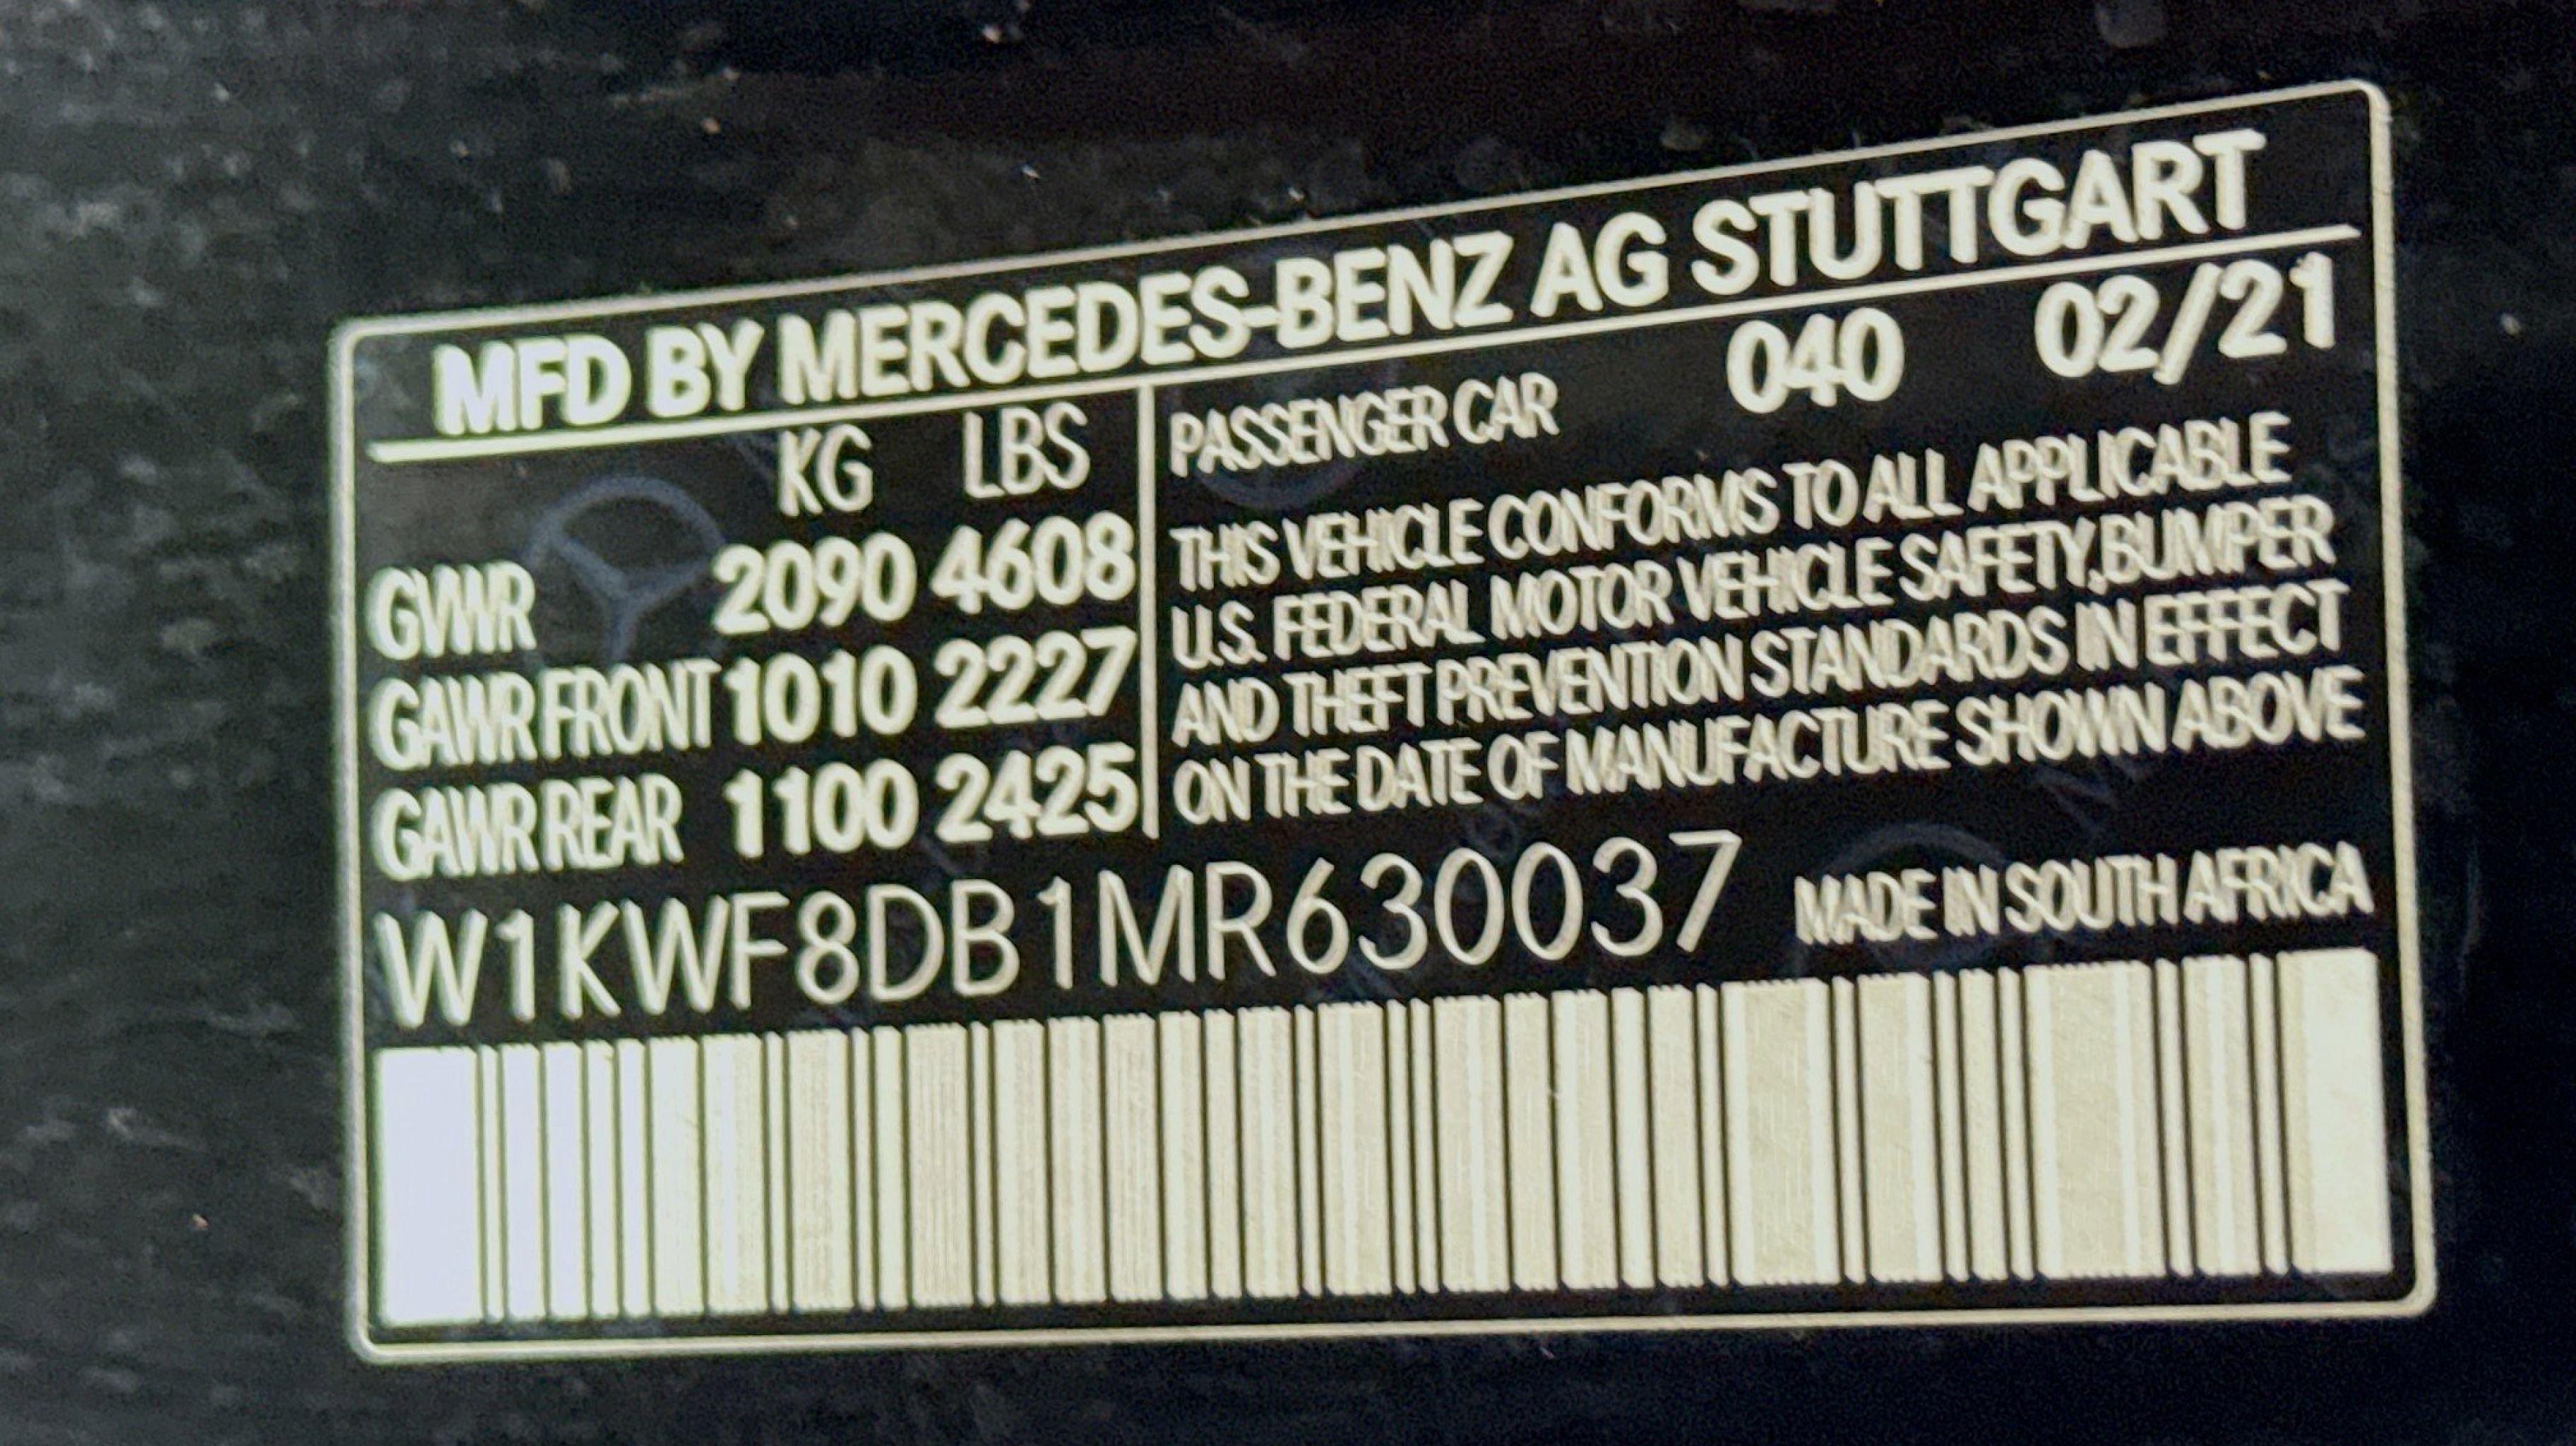 MFD BY MERCEDES-BENZ AG STUTTGART
KG LBS
GVWR 2090 4608
GAWR FRONT 1010 2227
GAWR REAR 1100 2425
PASSENGER CAR 040 02/21
THIS VEHICLE CONFORMS TO ALL APPLICABLE
U.S. FEDERAL MOTOR VEHICLE SAFETY,BUMPER
AND THEFT PREVENTION STANDARDS IN EFFECT
ON THE DATE OF MANUFACTURE SHOWN ABOVE
W1KWF8DB1MR630037 MADE IN SOUTH AFRICA